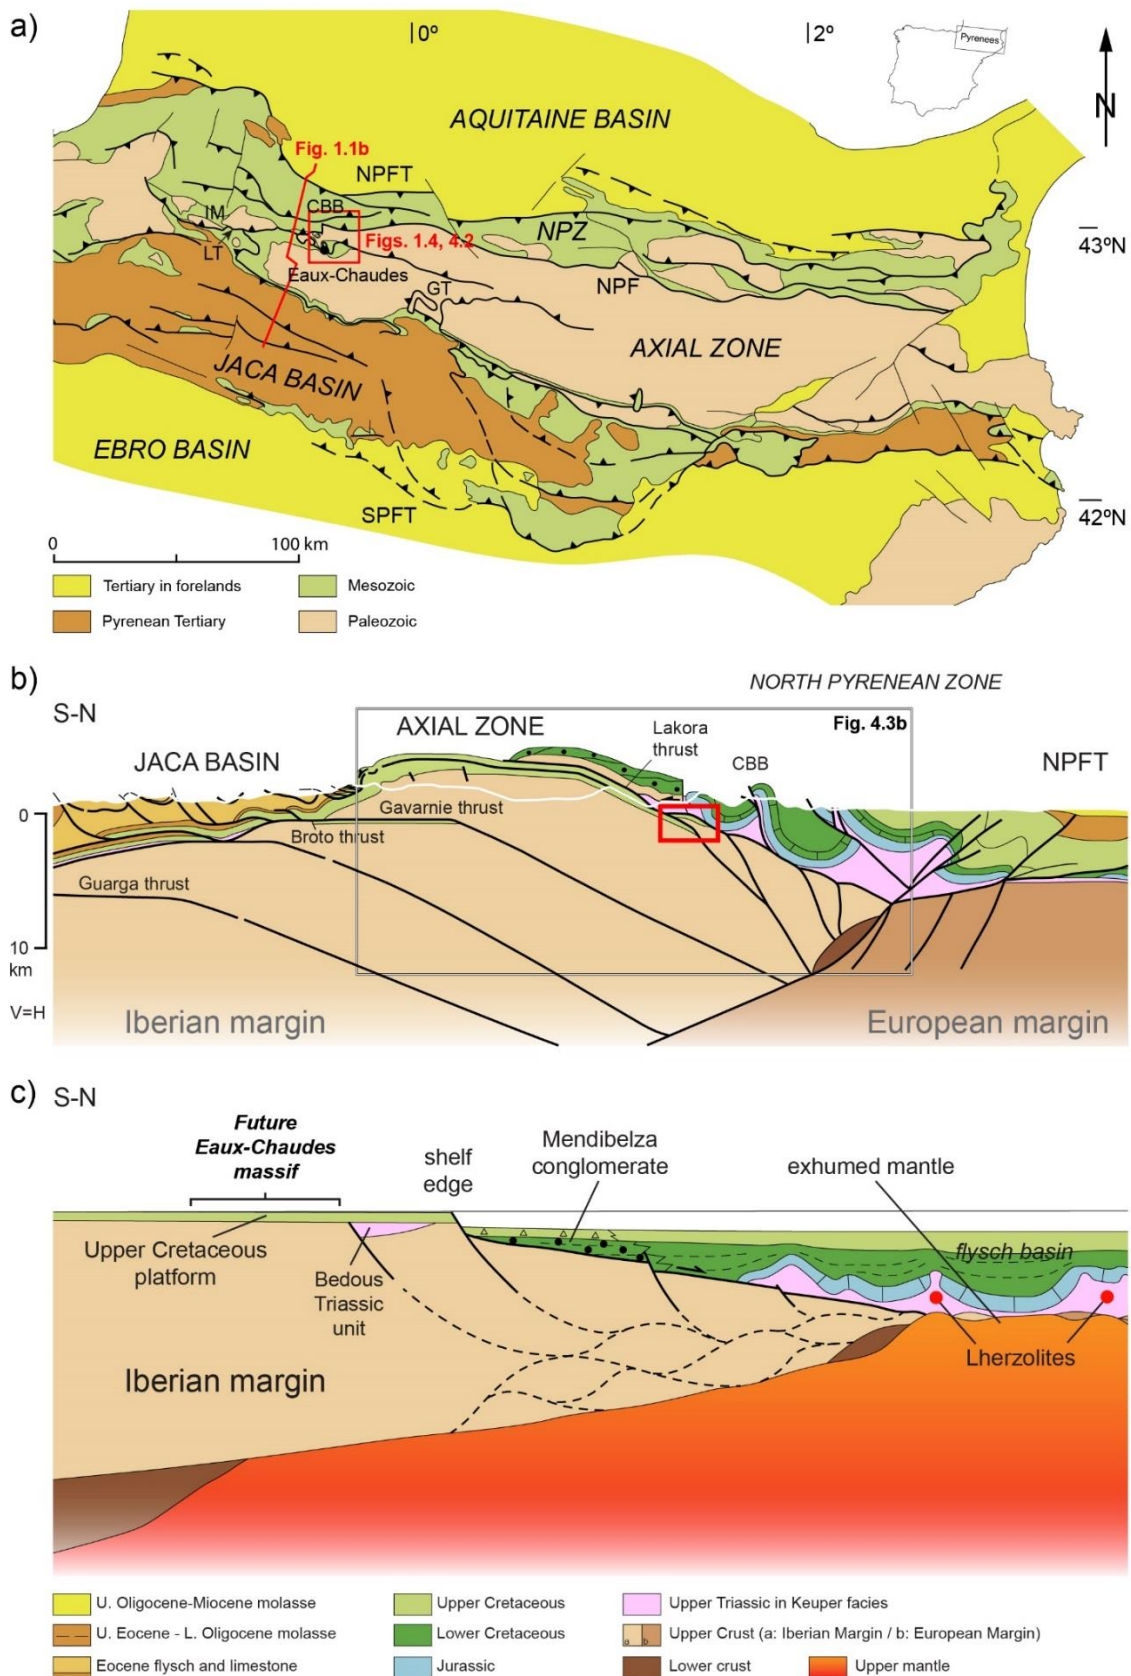 a)
0º
2º
Pyrenees
N
AQUITAINE BASIN
Fig. 1.1b
NPFT
CBB
IM
NPZ
43ºN
Figs. 1.4, 4.2
LT
Eaux-Chaudes
GT
NPF
AXIAL ZONE
JACA BASIN
EBRO BASIN
SPFT
42ºN
0
100 km
Tertiary in forelands
Mesozoic
Pyrenean Tertiary
Paleozoic
b)
NORTH PYRENEAN ZONE
S-N
AXIAL ZONE
Fig. 4.3b
Lakora
thrust
JACA BASIN
CBB
NPFT
0
Gavarnie thrust
Broto thrust
Guarga thrust
10
km
V=H
Iberian margin
European margin
c)
S-N
Future
Eaux-Chaudes
massif
shelf
edge
Mendibelza
conglomerate
exhumed mantle
Upper Cretaceous
platform
Bedous
Triassic
unit
flysch basin
Iberian margin
Lherzolites
U. Oligocene-Miocene molasse
Upper Cretaceous
Upper Triassic in Keuper facies
U. Eocene - L. Oligocene molasse
Lower Cretaceous
a b
Upper Crust (a: Iberian Margin / b: European Margin)
Eocene flysch and limestone
Jurassic
Lower crust
Upper mantle